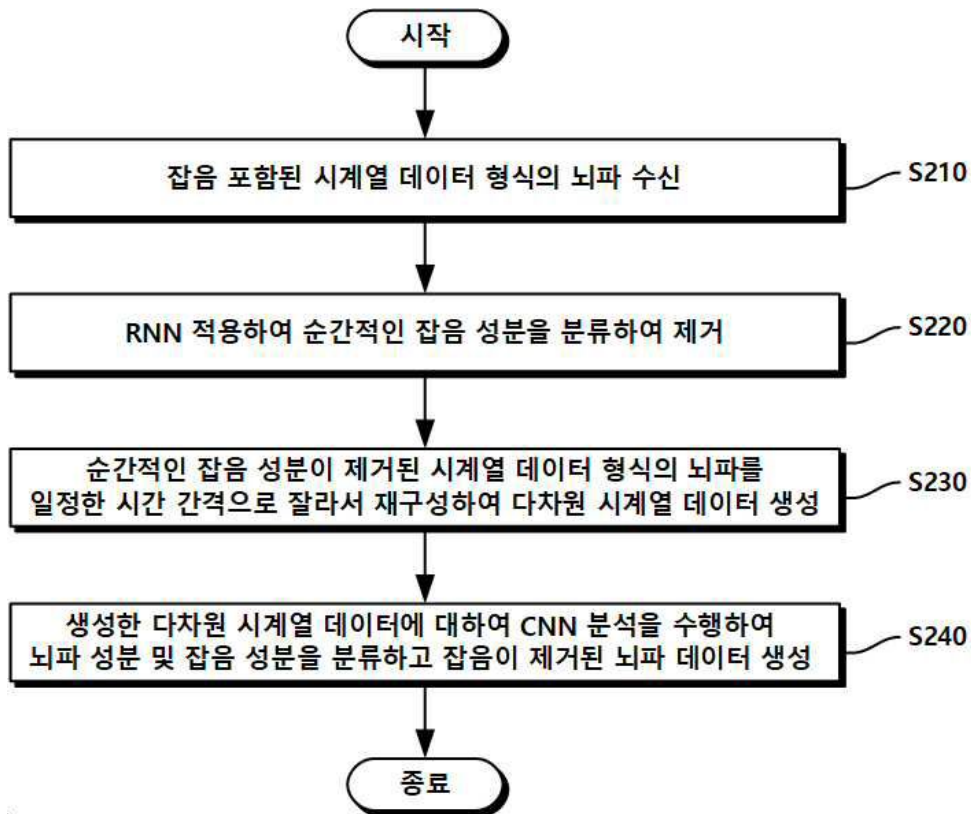 시작
잡음 포함된 시계열 데이터 형식의 뇌파 수신
S210
RNN 적용하여 순간적인 잡음 성분을 분류하여 제거
S220
순간적인 잡음 성분이 제거된 시계열 데이터 형식의 뇌파를
일정한 시간 간격으로 잘라서 재구성하여 다차원 시계열 데이터 생성
S230
생성한 다차원 시계열 데이터에 대하여 CNN 분석을 수행하여
뇌파 성분 및 잡음 성분을 분류하고 잡음이 제거된 뇌파 데이터 생성
S240
종료